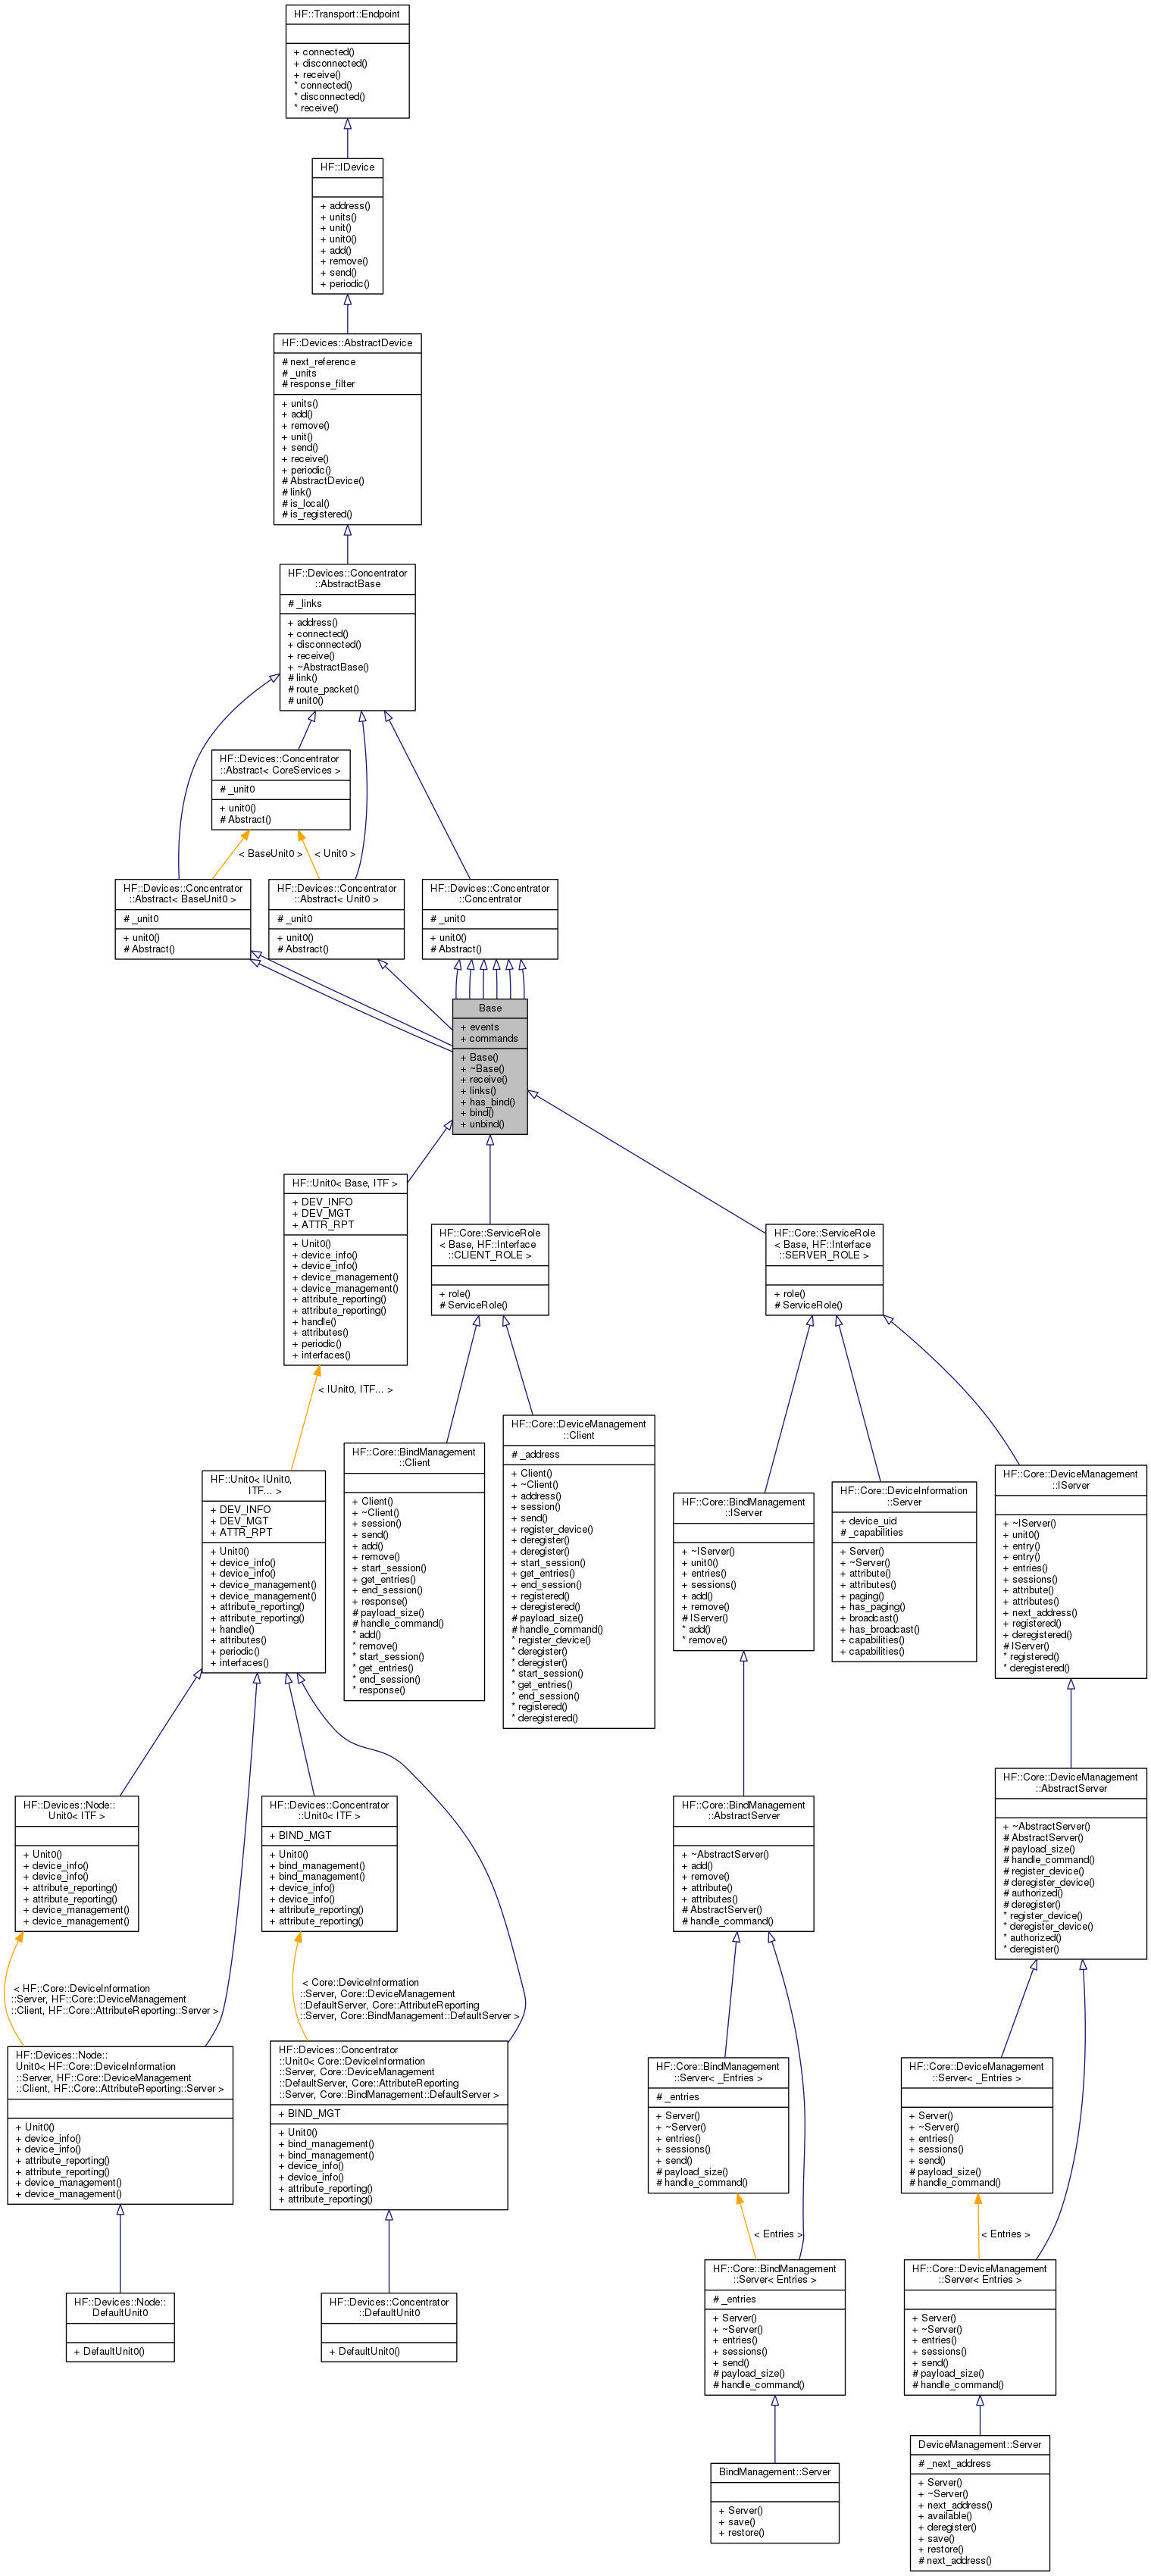 HF::Transport::Endpoint
+ connected()
+ disconnected()
+ receive()
* connected()
* disconnected()
* receive()
HF::IDevice
+ address()
+ units()
+ unit()
+ unit0()
+ add()
+ remove()
+ send()
+ periodic()
HF::Devices::AbstractDevice
# next_reference
# _units
# response_filter
+ units()
+ add()
+ remove()
+ unit()
+ send()
+ receive()
+ periodic()
# AbstractDevice()
# link()
# is_local()
# is_registered()
HF::Devices::Concentrator
::AbstractBase
# _links
+ address()
+ connected()
+ disconnected()
+ receive()
+ ~AbstractBase()
# link()
# route_packet()
# unit0()
HF::Devices::Concentrator
::Abstract< CoreServices >
# _unit0
+ unit0()
# Abstract()
< BaseUnit0 >
< Unit0 >
HF::Devices::Concentrator
::Abstract< BaseUnit0 >
# _unit0
+ unit0()
# Abstract()
HF::Devices::Concentrator
::Abstract< Unit0 >
# _unit0
+ unit0()
# Abstract()
HF::Devices::Concentrator
::Concentrator
# _unit0
+ unit0()
# Abstract()
Base
+ events
+ commands
+ Base()
+ ~Base()
+ receive()
+ links()
+ has_bind()
+ bind()
+ unbind()
HF::Unit0< Base, ITF >
+ DEV_INFO
+ DEV_MGT
+ ATTR_RPT
+ Unit0()
+ device_info()
+ device_info()
+ device_management()
+ device_management()
+ attribute_reporting()
+ attribute_reporting()
+ handle()
+ attributes()
+ periodic()
+ interfaces()
HF::Core::ServiceRole
< Base, HF::Interface
::CLIENT_ROLE >
+ role()
# ServiceRole()
HF::Core::ServiceRole
< Base, HF::Interface
::SERVER_ROLE >
+ role()
# ServiceRole()
< IUnit0, ITF... >
HF::Unit0< IUnit0,
ITF... >
+ DEV_INFO
+ DEV_MGT
+ ATTR_RPT
+ Unit0()
+ device_info()
+ device_info()
+ device_management()
+ device_management()
+ attribute_reporting()
+ attribute_reporting()
+ handle()
+ attributes()
+ periodic()
+ interfaces()
HF::Core::BindManagement
::Client
+ Client()
+ ~Client()
+ session()
+ send()
+ add()
+ remove()
+ start_session()
+ get_entries()
+ end_session()
+ response()
# payload_size()
# handle_command()
* add()
* remove()
* start_session()
* get_entries()
* end_session()
* response()
HF::Core::DeviceManagement
::Client
# _address
+ Client()
+ ~Client()
+ address()
+ session()
+ send()
+ register_device()
+ deregister()
+ deregister()
+ start_session()
+ get_entries()
+ end_session()
+ registered()
+ deregistered()
# payload_size()
# handle_command()
* register_device()
* deregister()
* deregister()
* start_session()
* get_entries()
* end_session()
* registered()
* deregistered()
HF::Core::BindManagement
::IServer
+ ~IServer()
+ unit0()
+ entries()
+ sessions()
+ add()
+ remove()
# IServer()
* add()
* remove()
HF::Core::DeviceInformation
::Server
+ device_uid
# _capabilities
+ Server()
+ ~Server()
+ attribute()
+ attributes()
+ paging()
+ has_paging()
+ broadcast()
+ has_broadcast()
+ capabilities()
+ capabilities()
HF::Core::DeviceManagement
::IServer
+ ~IServer()
+ unit0()
+ entry()
+ entry()
+ entries()
+ sessions()
+ attribute()
+ attributes()
+ next_address()
+ registered()
+ deregistered()
# IServer()
* registered()
* deregistered()
HF::Devices::Node::
Unit0< ITF >
+ Unit0()
+ device_info()
+ device_info()
+ attribute_reporting()
+ attribute_reporting()
+ device_management()
+ device_management()
HF::Devices::Concentrator
::Unit0< ITF >
+ BIND_MGT
+ Unit0()
+ bind_management()
+ bind_management()
+ device_info()
+ device_info()
+ attribute_reporting()
+ attribute_reporting()
HF::Core::BindManagement
::AbstractServer
+ ~AbstractServer()
+ add()
+ remove()
+ attribute()
+ attributes()
# AbstractServer()
# handle_command()
HF::Core::DeviceManagement
::AbstractServer
+ ~AbstractServer()
# AbstractServer()
# payload_size()
# handle_command()
# register_device()
# deregister_device()
# authorized()
# deregister()
* register_device()
* deregister_device()
* authorized()
* deregister()
< HF::Core::DeviceInformation
::Server, HF::Core::DeviceManagement
::Client, HF::Core::AttributeReporting::Server >
< Core::DeviceInformation
::Server, Core::DeviceManagement
::DefaultServer, Core::AttributeReporting
::Server, Core::BindManagement::DefaultServer >
HF::Devices::Node::
Unit0< HF::Core::DeviceInformation
::Server, HF::Core::DeviceManagement
::Client, HF::Core::AttributeReporting::Server >
+ Unit0()
+ device_info()
+ device_info()
+ attribute_reporting()
+ attribute_reporting()
+ device_management()
+ device_management()
HF::Devices::Concentrator
::Unit0< Core::DeviceInformation
::Server, Core::DeviceManagement
::DefaultServer, Core::AttributeReporting
::Server, Core::BindManagement::DefaultServer >
+ BIND_MGT
+ Unit0()
+ bind_management()
+ bind_management()
+ device_info()
+ device_info()
+ attribute_reporting()
+ attribute_reporting()
HF::Core::BindManagement
::Server< _Entries >
# _entries
+ Server()
+ ~Server()
+ entries()
+ sessions()
+ send()
# payload_size()
# handle_command()
HF::Core::DeviceManagement
::Server< _Entries >
+ Server()
+ ~Server()
+ entries()
+ sessions()
+ send()
# payload_size()
# handle_command()
< Entries >
< Entries >
HF::Devices::Node::
DefaultUnit0
+ DefaultUnit0()
HF::Devices::Concentrator
::DefaultUnit0
+ DefaultUnit0()
HF::Core::BindManagement
::Server< Entries >
# _entries
+ Server()
+ ~Server()
+ entries()
+ sessions()
+ send()
# payload_size()
# handle_command()
HF::Core::DeviceManagement
::Server< Entries >
+ Server()
+ ~Server()
+ entries()
+ sessions()
+ send()
# payload_size()
# handle_command()
BindManagement::Server
+ Server()
+ save()
+ restore()
DeviceManagement::Server
# _next_address
+ Server()
+ ~Server()
+ next_address()
+ available()
+ deregister()
+ save()
+ restore()
# next_address()